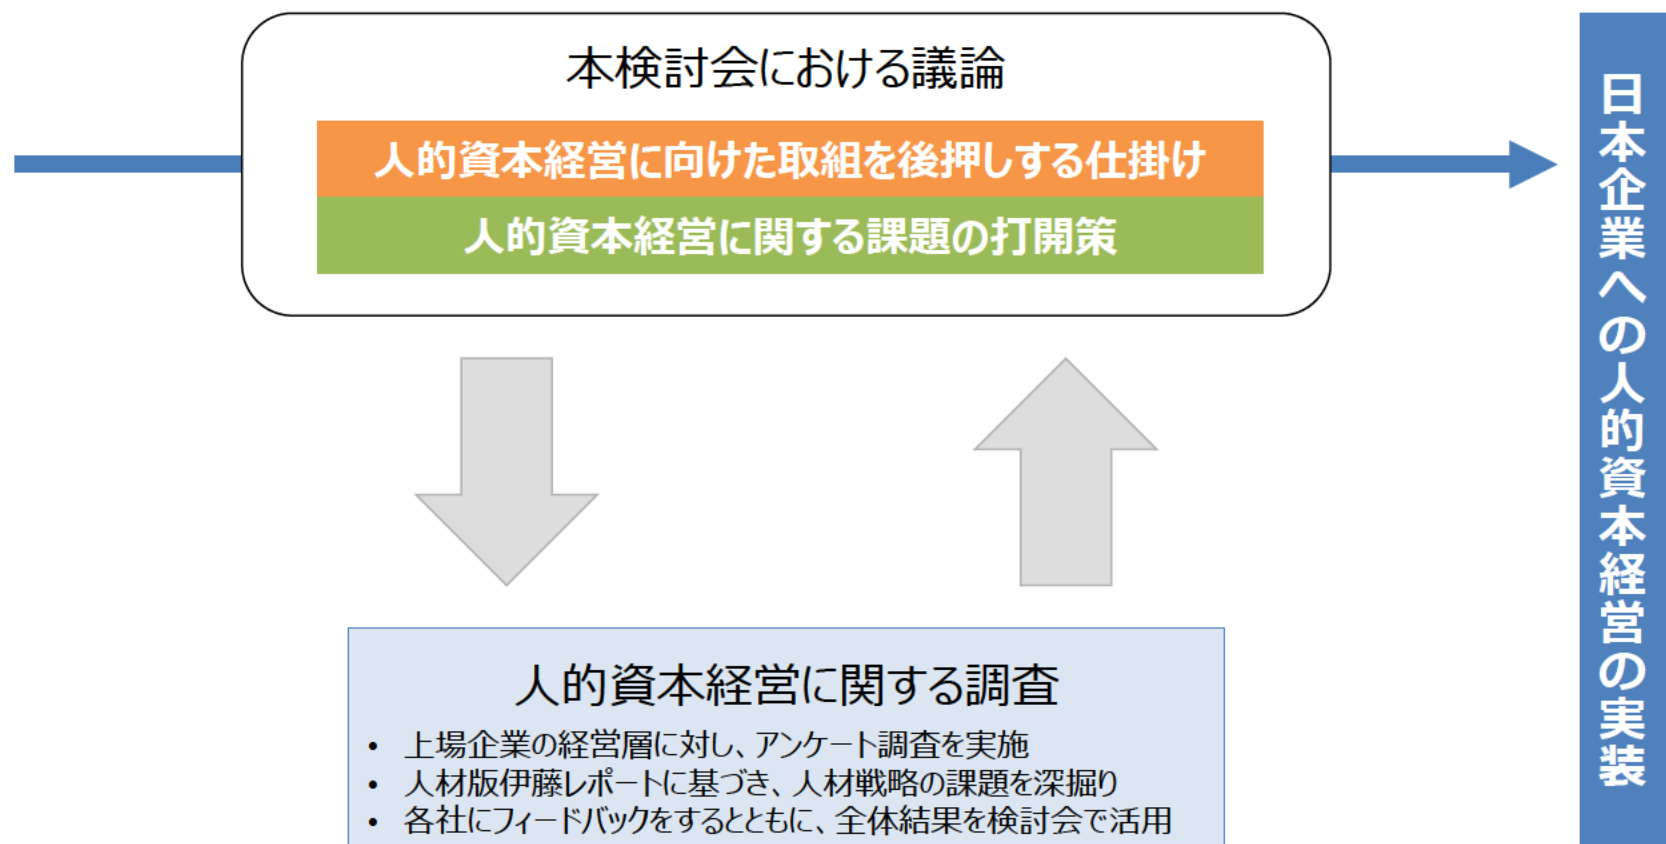 本検討会における議論
人的資本経営に向けた取組を後押しする仕掛け
人的資本経営に関する課題の打開策
人的資本経営に関する調査
• 上場企業の経営層に対し、アンケート調査を実施
• 人材版伊藤レポートに基づき、人材戦略の課題を深掘り
• 各社にフィードバックをするとともに、全体結果を検討会で活用
日本企業への人的資本経営の実装